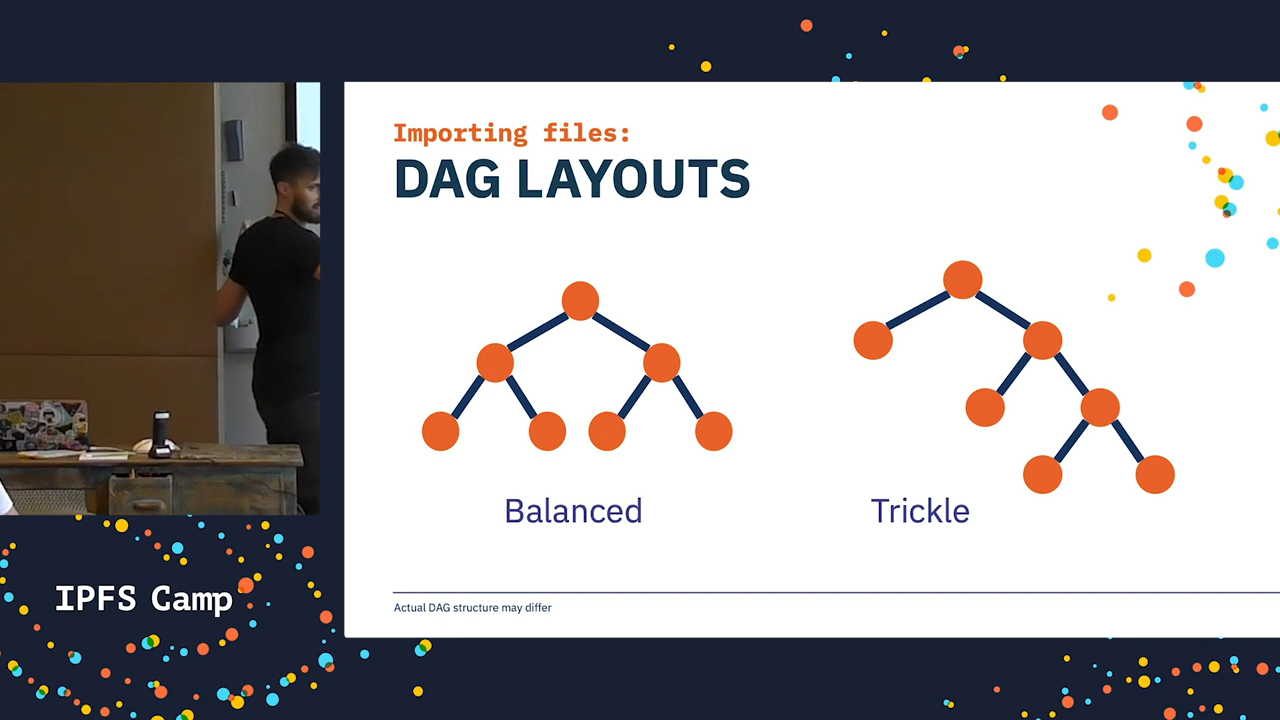 Importing files:
DAG LAYOUTS
Balanced
Trickle
Actual DAG structure may differ
IPFS Camp